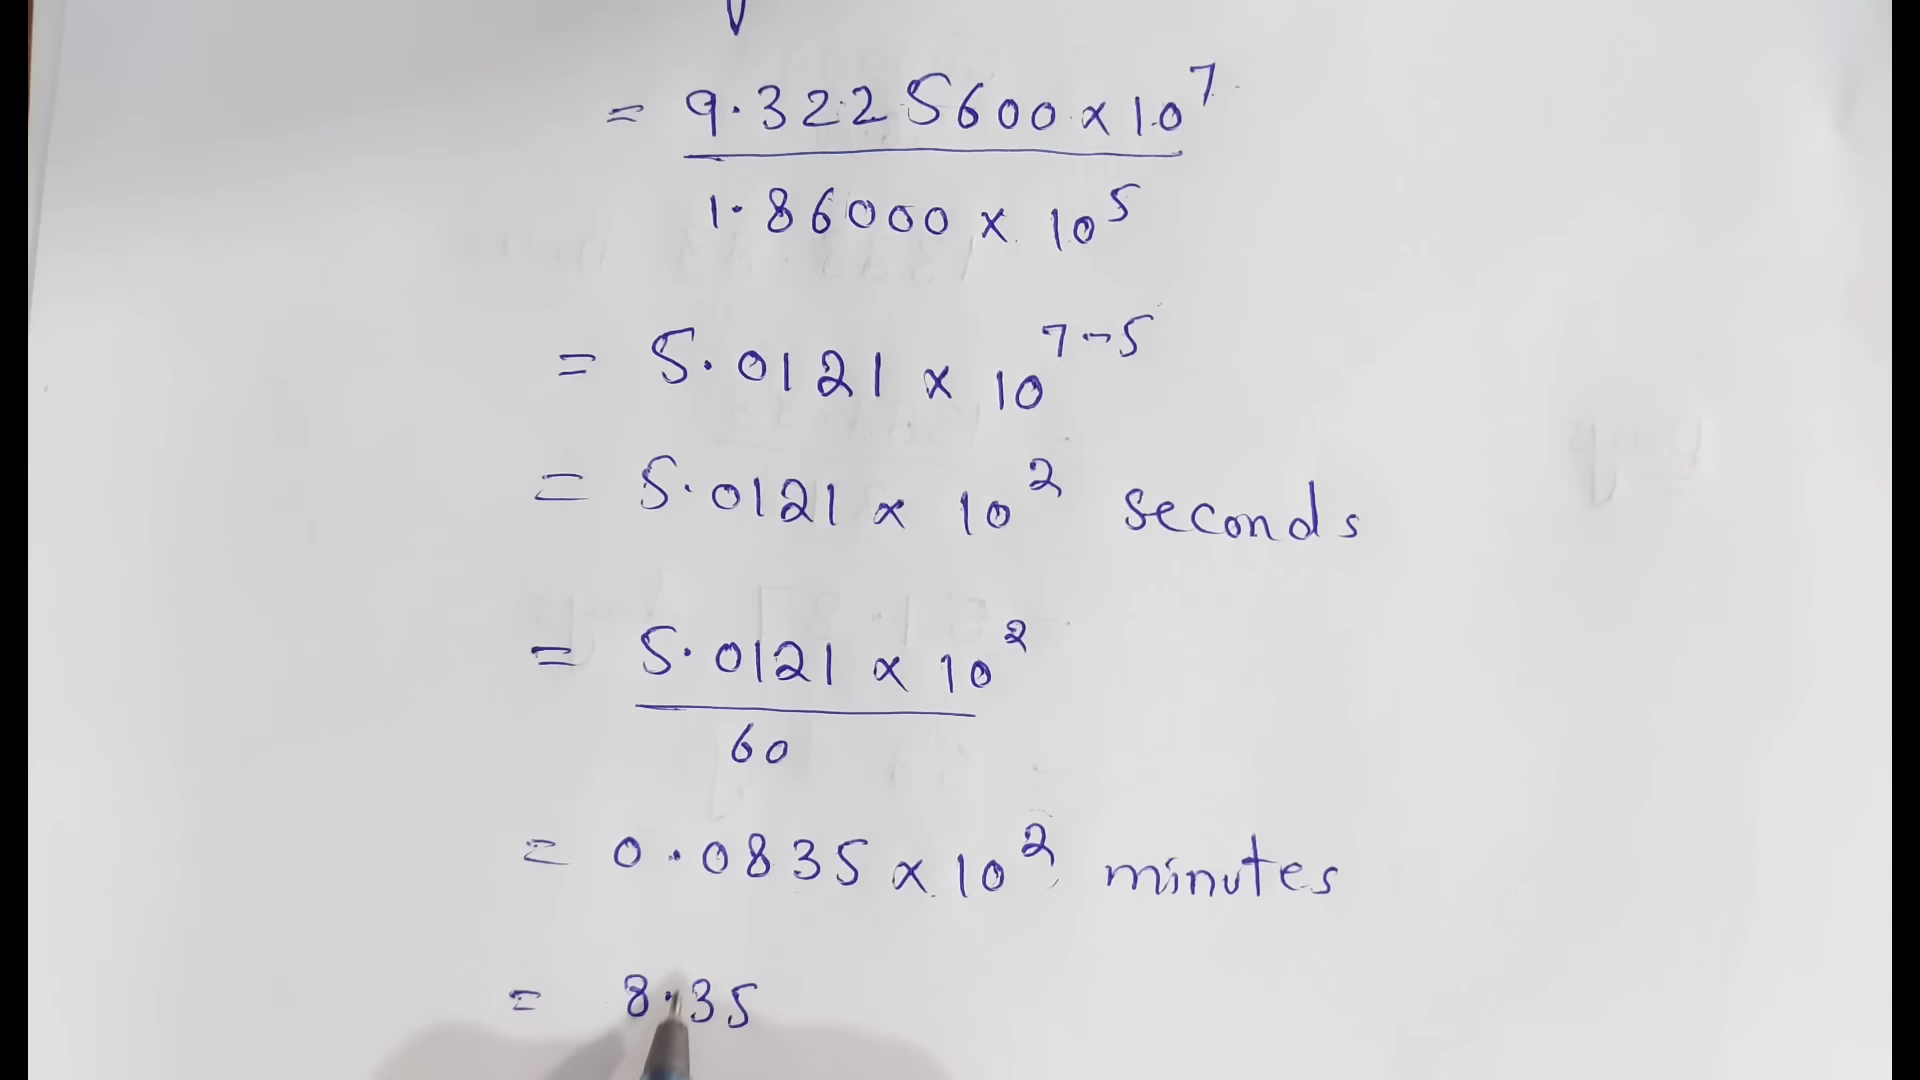 = 9.3225600 x 10^7
1.86000 x 10^5
= 5.0121 x 10^7-5
= 5.0121 x 10^2 seconds
= 5.0121 x 10^2
60
= 0.0835 x 10^2 minutes
= 8.35